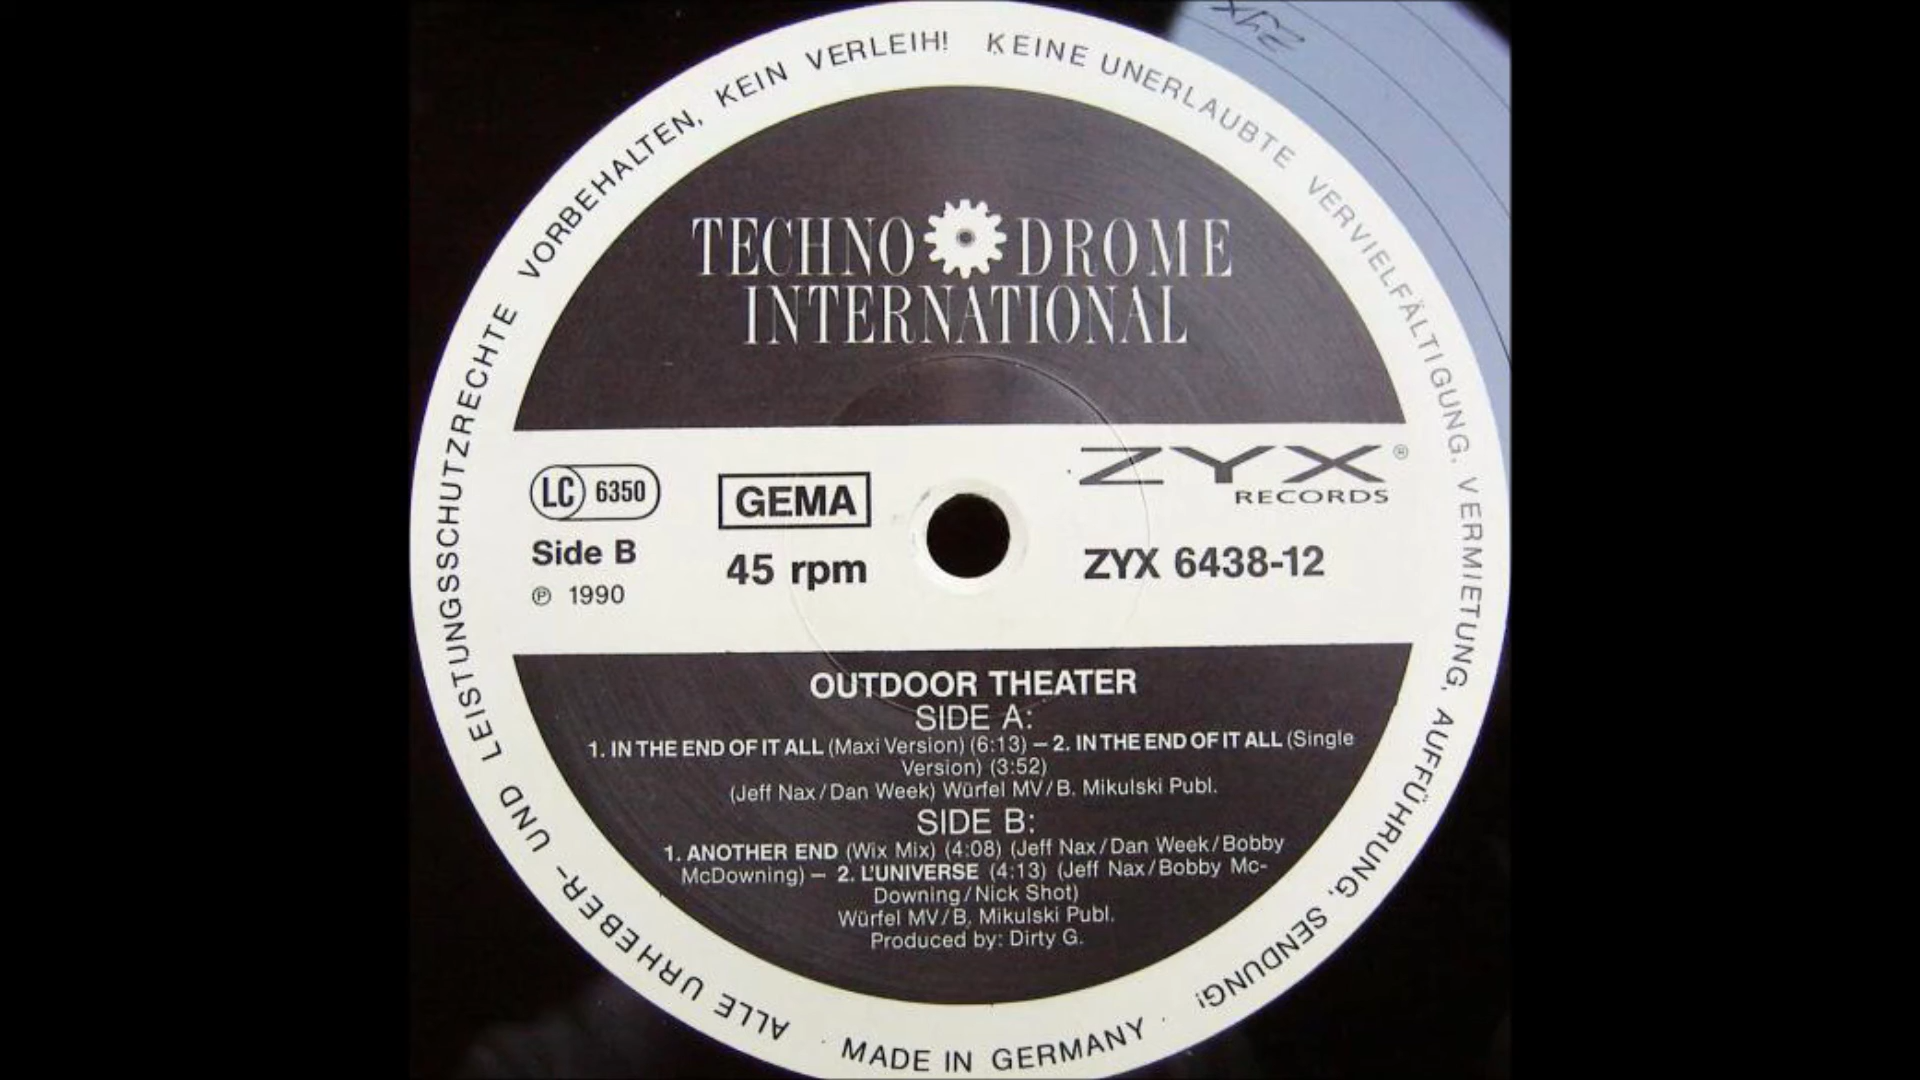 ALLE URHEBER- UND LEISTUNGSSCHUTZRECHTE VORBEHALTEN, KEIN VERLEIH! KEINE UNERLAUBTE VERVIELFÄLTIGUNG, VERMIETUNG, AUFFÜHRUNG, SENDUNG!
ZYX
TECHNO DROME
INTERNATIONAL
ZYX®
RECORDS
LC 6350
GEMA
Side B
45 rpm
ZYX 6438-12
℗ 1990
OUTDOOR THEATER
SIDE A:
1. IN THE END OF IT ALL (Maxi Version) (6:13) – 2. IN THE END OF IT ALL (Single
Version) (3:52)
(Jeff Nax/Dan Week) Würfel MV/B. Mikulski Publ.
SIDE B:
1. ANOTHER END (Wix Mix) (4:08) (Jeff Nax/Dan Week/Bobby
McDowning) – 2. L'UNIVERSE (4:13) (Jeff Nax/Bobby Mc-
Downing/Nick Shot)
Würfel MV/B. Mikulski Publ.
Produced by: Dirty G.
MADE IN GERMANY